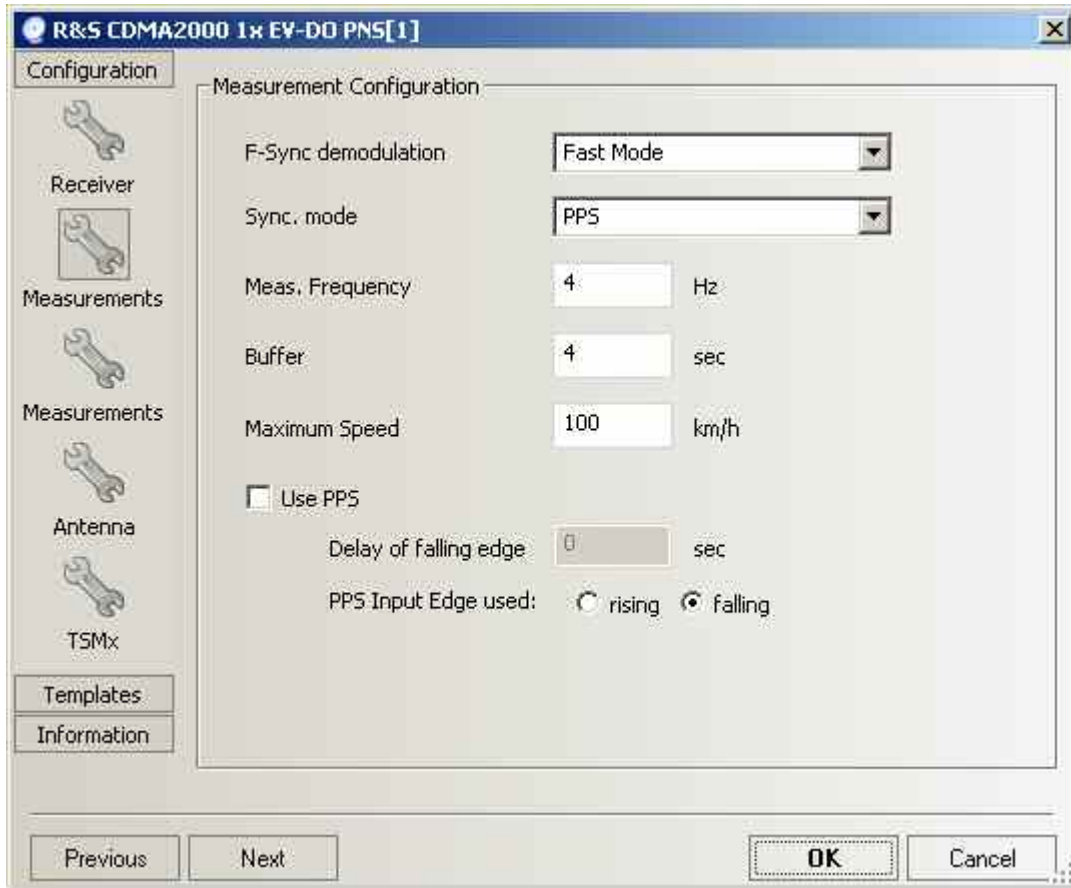 R&S CDMA2000 1x EV-DO PNS[1]
Configuration
Receiver
Measurements
Measurements
Antenna
TSMx
Templates
Information
Measurement Configuration
F-Sync demodulation Fast Mode
Sync. mode PPS
Meas. Frequency 4 Hz
Buffer 4 sec
Maximum Speed 100 km/h
Use PPS
Delay of falling edge 0 sec
PPS Input Edge used: rising falling
Previous Next OK Cancel